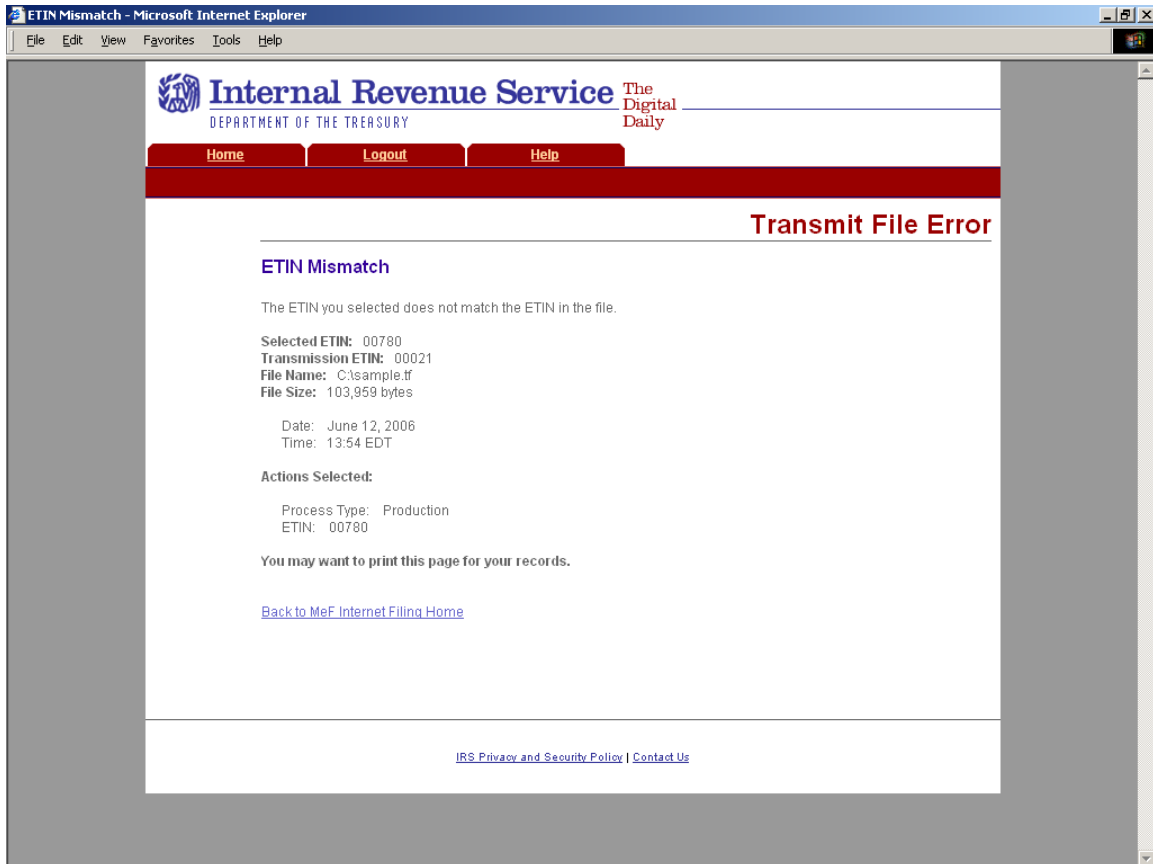 ETIN Mismatch - Microsoft Internet Explorer
File Edit View Favorites Tools Help
Internal Revenue Service
DEPARTMENT OF THE TREASURY
The
Digital
Daily
Home Logout Help
Transmit File Error
ETIN Mismatch
The ETIN you selected does not match the ETIN in the file.
Selected ETIN: 00780
Transmission ETIN: 00021
File Name: C:\sample.tf
File Size: 103,959 bytes
Date: June 12, 2006
Time: 13:54 EDT
Actions Selected:
Process Type: Production
ETIN: 00780
You may want to print this page for your records.
Back to MeF Internet Filing Home
IRS Privacy and Security Policy | Contact Us